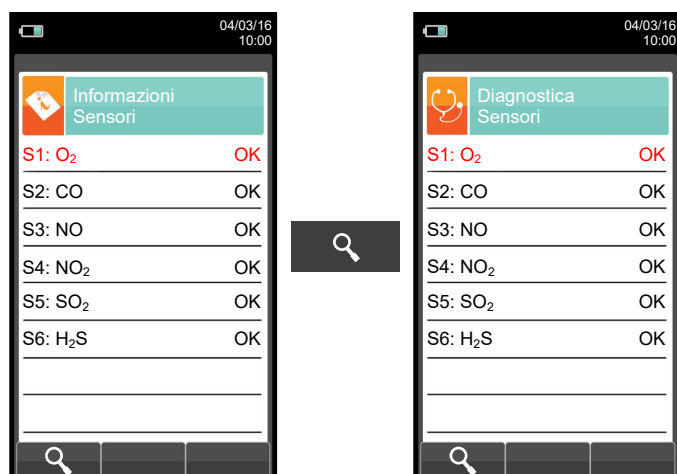 04/03/16
10:00
Informazioni
Sensori
S1: O₂ OK
S2: CO OK
S3: NO OK
S4: NO₂ OK
S5: SO₂ OK
S6: H₂S OK
04/03/16
10:00
Diagnostica
Sensori
S1: O₂ OK
S2: CO OK
S3: NO OK
S4: NO₂ OK
S5: SO₂ OK
S6: H₂S OK